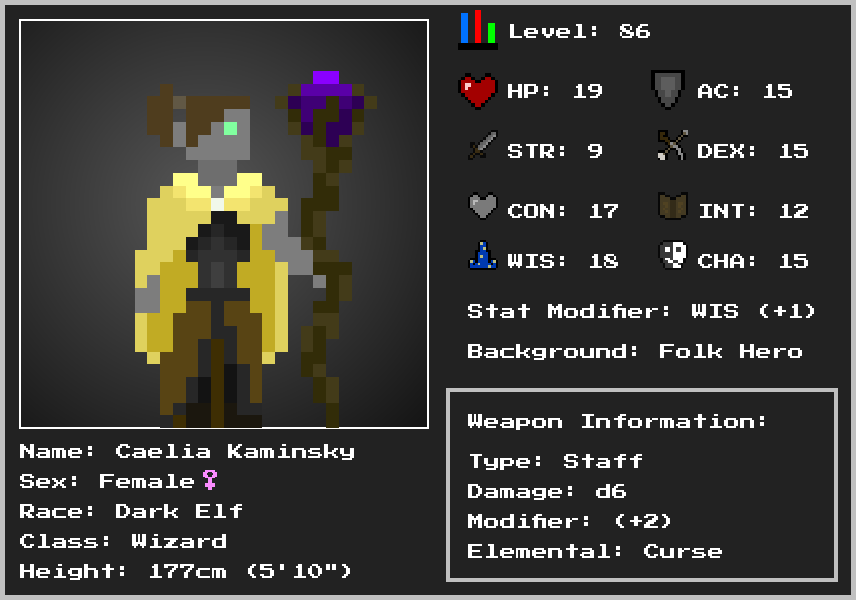 Level: 86
HP: 19
AC: 15
STR: 9
DEX: 15
CON: 17
INT: 12
WIS: 18
CHA: 15
Stat Modifier: WIS (+1)
Background: Folk Hero
Weapon Information:
Type: Staff
Damage: d6
Modifier: (+2)
Elemental: Curse
Name: Caelia Kaminsky
Sex: Female♀
Race: Dark Elf
Class: Wizard
Height: 177cm (5'10")